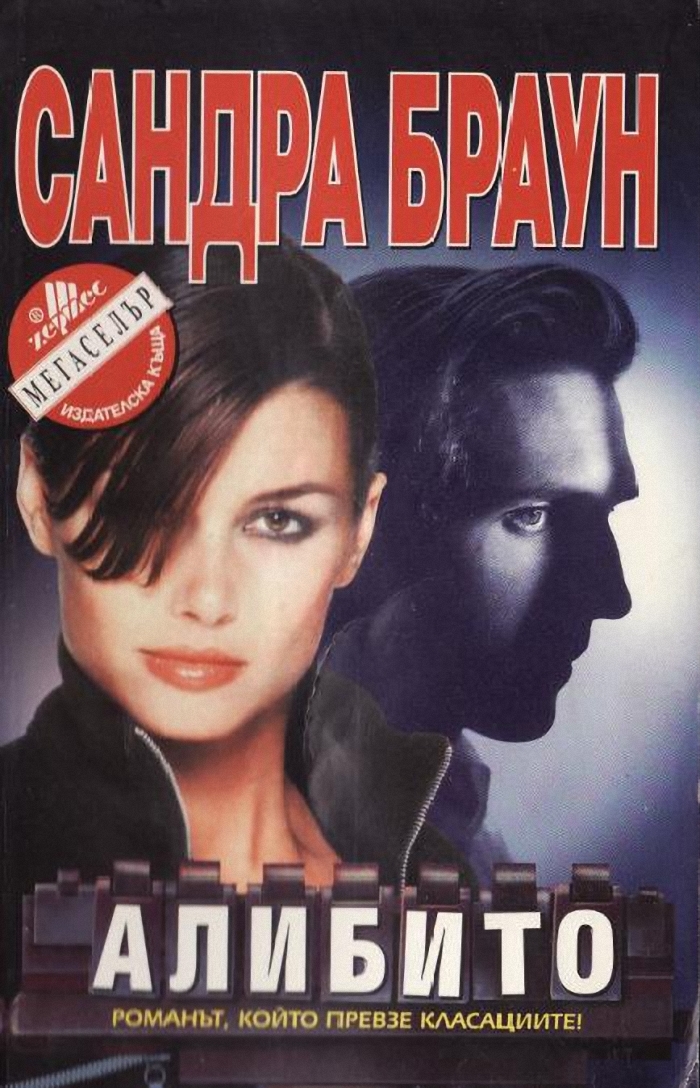 САНДРА БРАУН
Хермес
МЕГАСЕЛЪР
ИЗДАТЕЛСКА КЪЩА
АЛИБИТО
РОМАНЪТ, КОЙТО ПРЕВЗЕ КЛАСАЦИИТЕ!